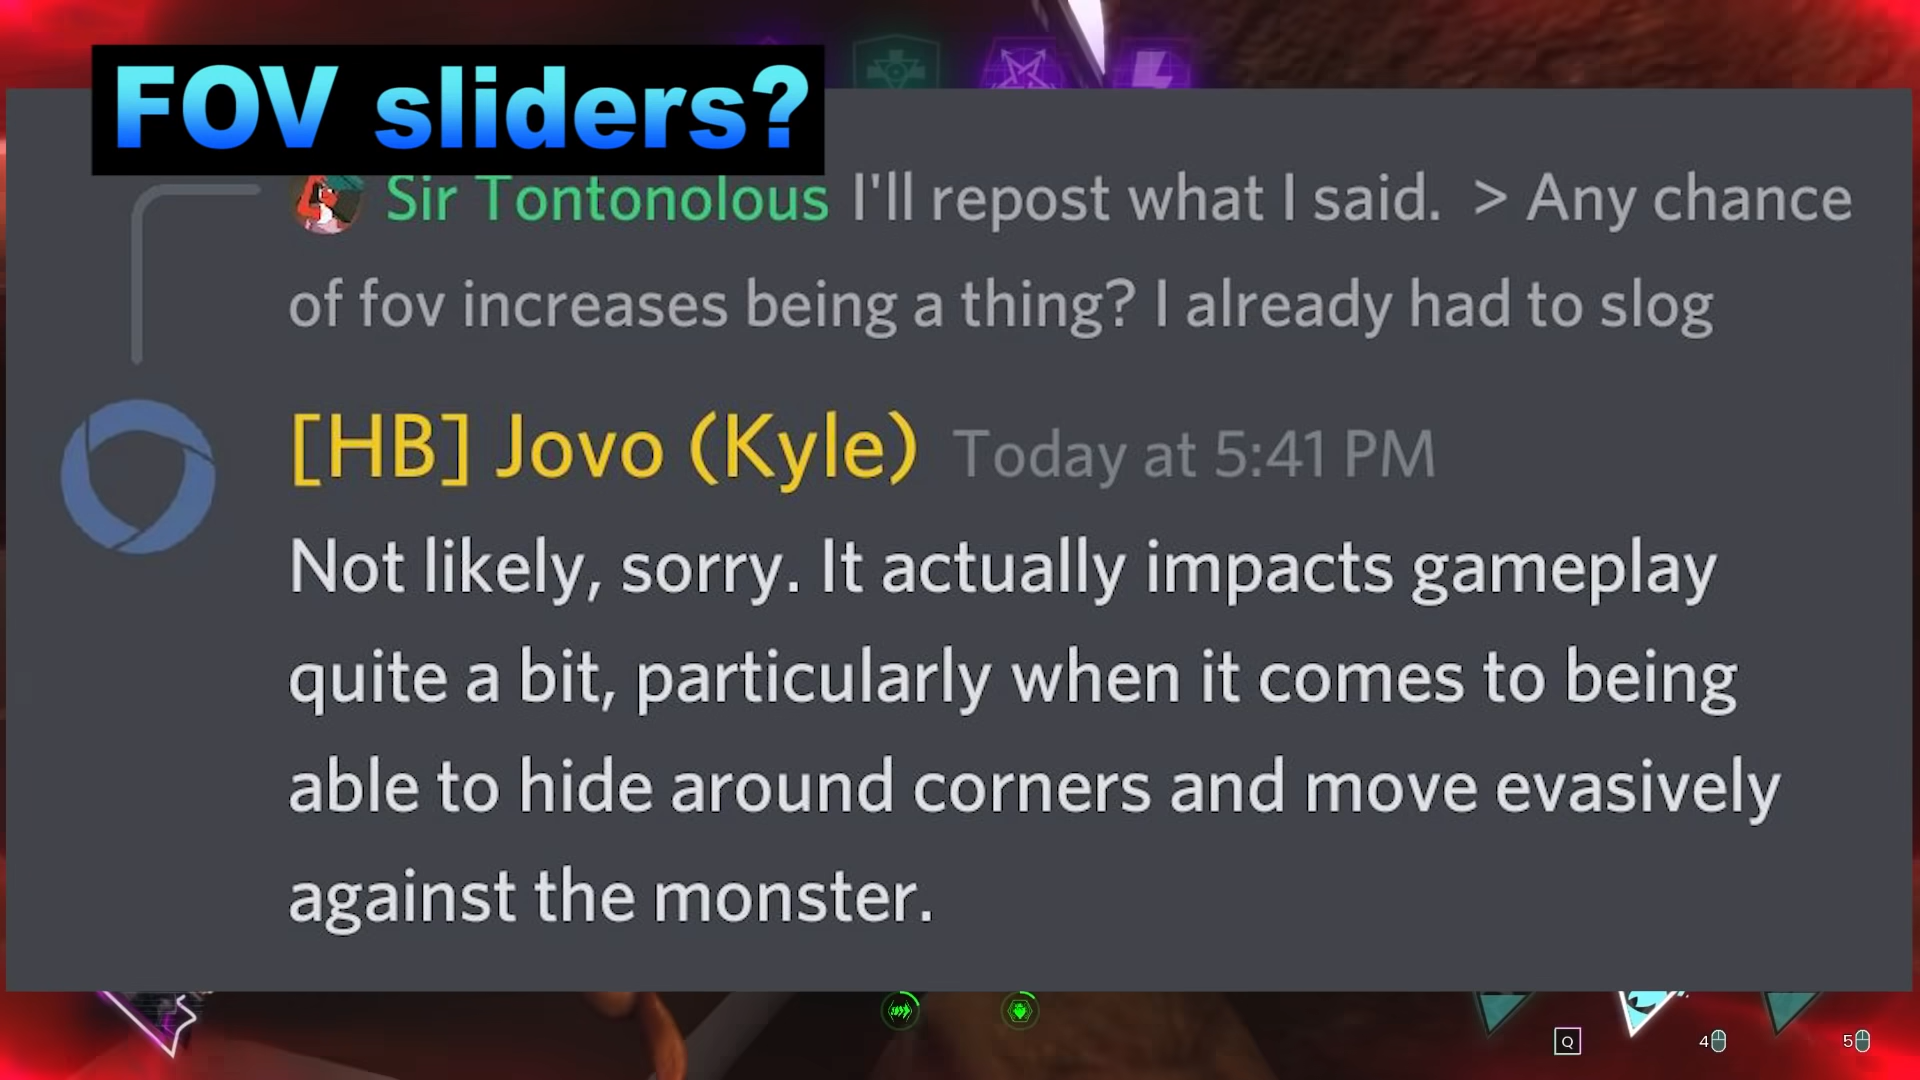 FOV sliders?
Sir Tontonolous I'll repost what I said. > Any chance
of fov increases being a thing? I already had to slog
[HB] Jovo (Kyle) Today at 5:41 PM
Not likely, sorry. It actually impacts gameplay
quite a bit, particularly when it comes to being
able to hide around corners and move evasively
against the monster.
Q 4 5